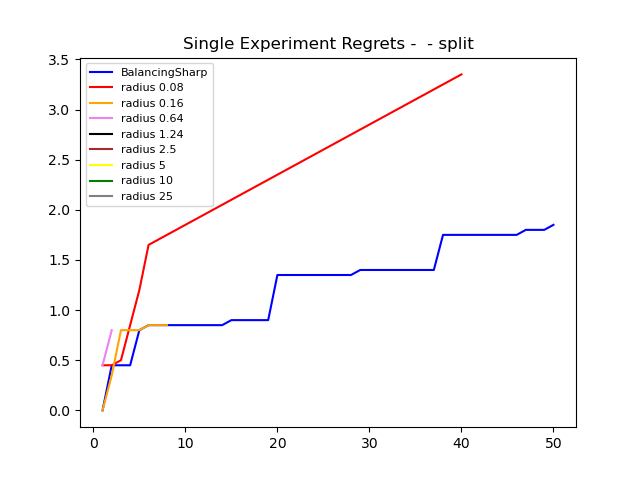 Single Experiment Regrets -  - split
3.5
3.0
2.5
2.0
1.5
1.0
0.5
0.0
BalancingSharp
radius 0.08
radius 0.16
radius 0.64
radius 1.24
radius 2.5
radius 5
radius 10
radius 25
0 10 20 30 40 50